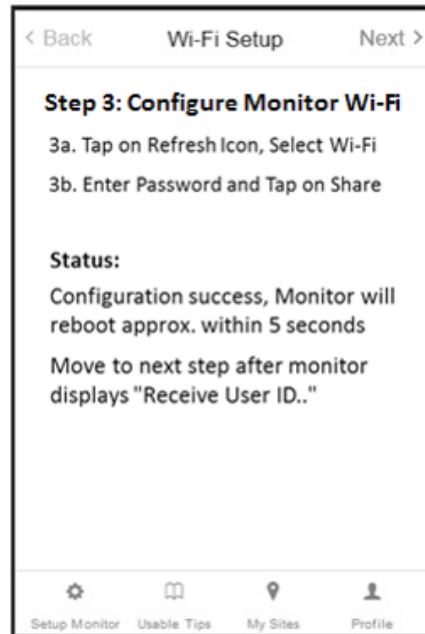 < Back Wi-Fi Setup Next >
Step 3: Configure Monitor Wi-Fi
3a. Tap on Refresh Icon, Select Wi-Fi
3b. Enter Password and Tap on Share
Status:
Configuration success, Monitor will
reboot approx. within 5 seconds
Move to next step after monitor
displays "Receive User ID.."
Setup Monitor Usable Tips My Sites Profile